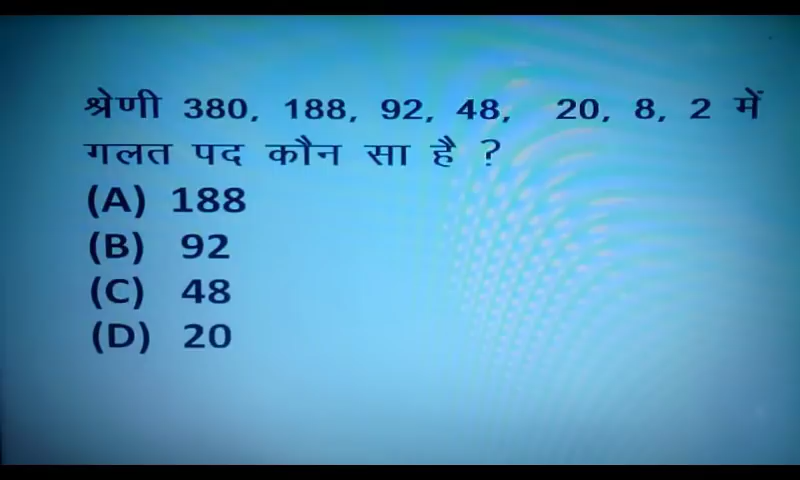 श्रेणी 380, 188, 92, 48, 20, 8, 2 में
गलत पद कौन सा है ?
(A) 188
(B) 92
(C) 48
(D) 20